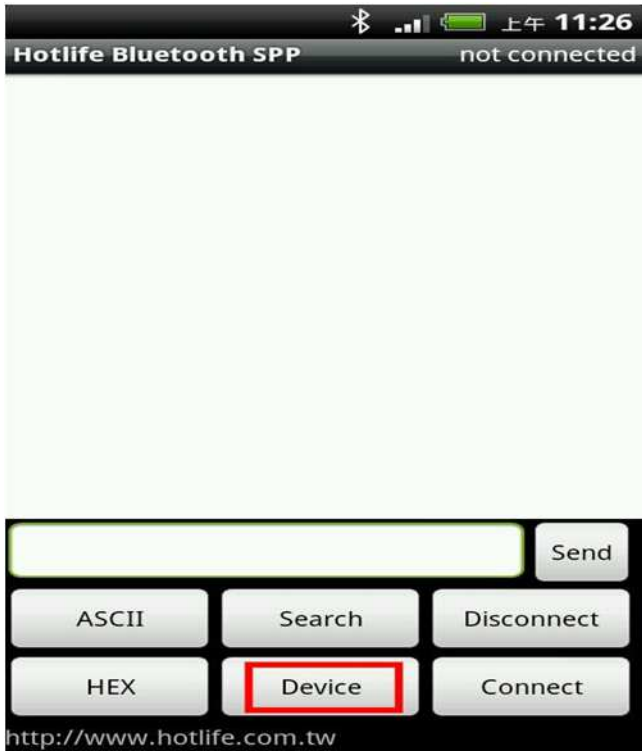 上午 11:26
Hotlife Bluetooth SPP not connected
Send
ASCII Search Disconnect
HEX Device Connect
http://www.hotlife.com.tw